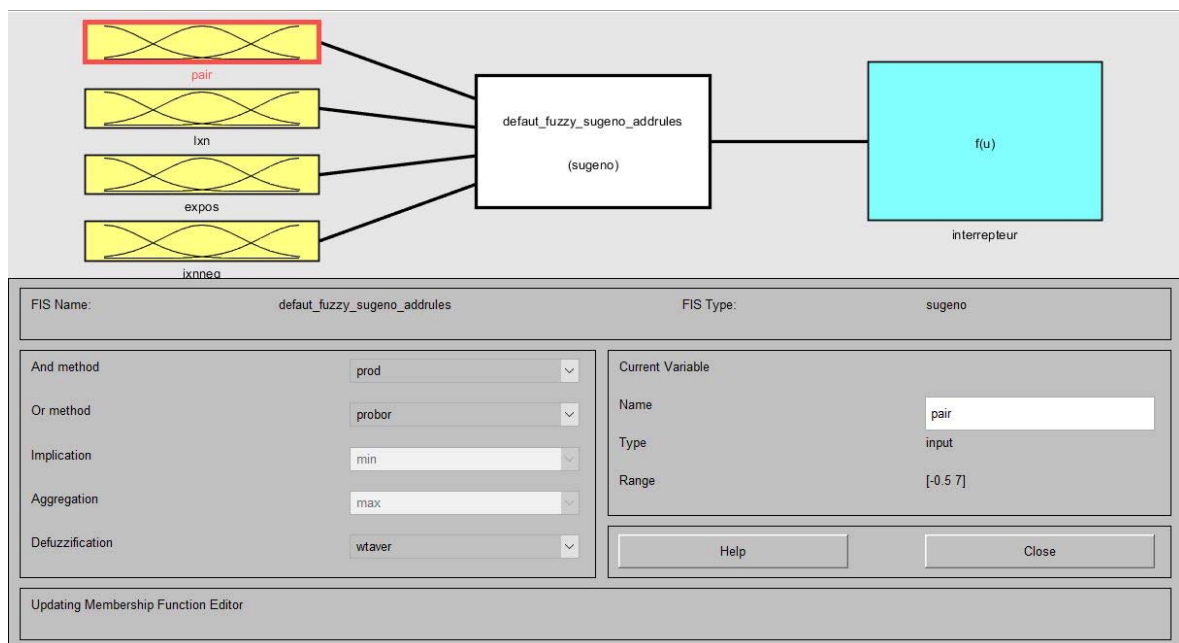 pair
Ixn
expos
ixnneg
defaut_fuzzy_sugeno_addrules
(sugeno)
f(u)
interrepteur
FIS Name: defaut_fuzzy_sugeno_addrules FIS Type: sugeno
And method prod
Or method probor
Implication min
Aggregation max
Defuzzification wtaver
Current Variable
Name pair
Type input
Range [-0.5 7]
Help Close
Updating Membership Function Editor